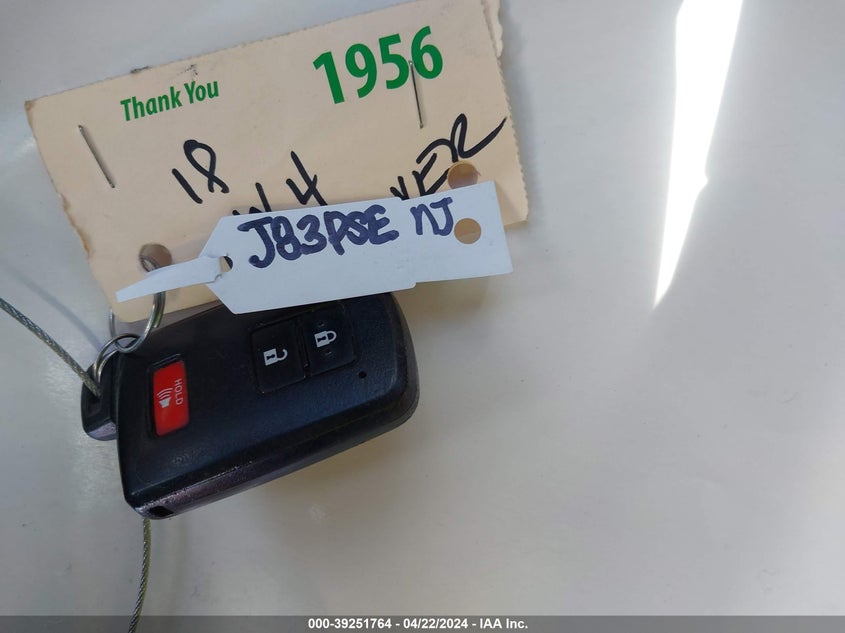 Thank You 1956
18
J83PSE NJ
HOLD
000-39251764 - 04/22/2024 - IAA Inc.